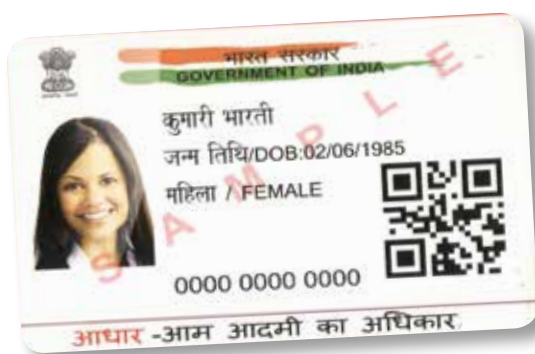 भारत सरकार
GOVERNMENT OF INDIA
कुमारी भारती
जन्म तिथि/DOB:02/06/1985
महिला / FEMALE
SAMPLE
0000 0000 0000
आधार -आम आदमी का अधिकार